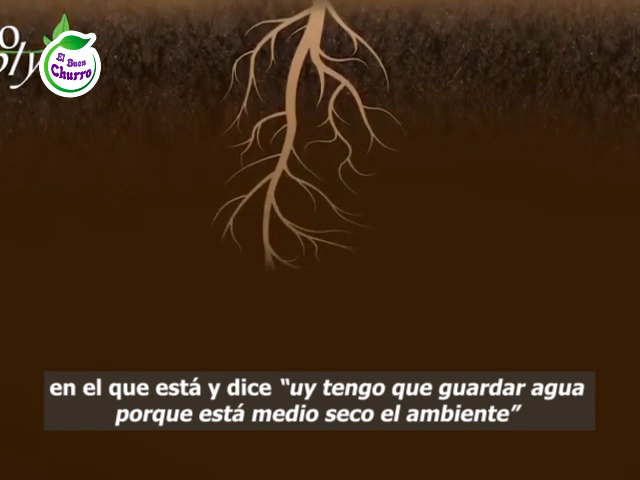 El Buen
Churro
en el que está y dice “uy tengo que guardar agua
porque está medio seco el ambiente”